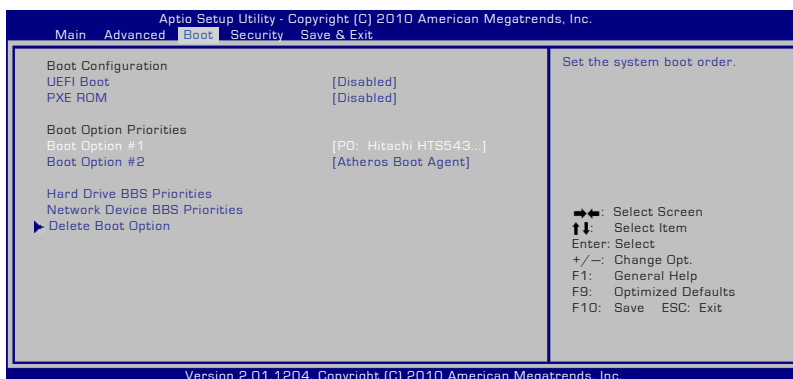 Aptio Setup Utility - Copyright (C) 2010 American Megatrends, Inc.
Main Advanced Boot Security Save & Exit
Boot Configuration
UEFI Boot [Disabled]
PXE ROM [Disabled]
Boot Option Priorities
Boot Option #1 [P0: Hitachi HTS543...]
Boot Option #2 [Atheros Boot Agent]
Hard Drive BBS Priorities
Network Device BBS Priorities
Delete Boot Option
Set the system boot order.
→←: Select Screen
↑↓: Select Item
Enter: Select
+/—: Change Opt.
F1: General Help
F9: Optimized Defaults
F10: Save ESC: Exit
Version 2.01.1204. Copyright (C) 2010 American Megatrends, Inc.